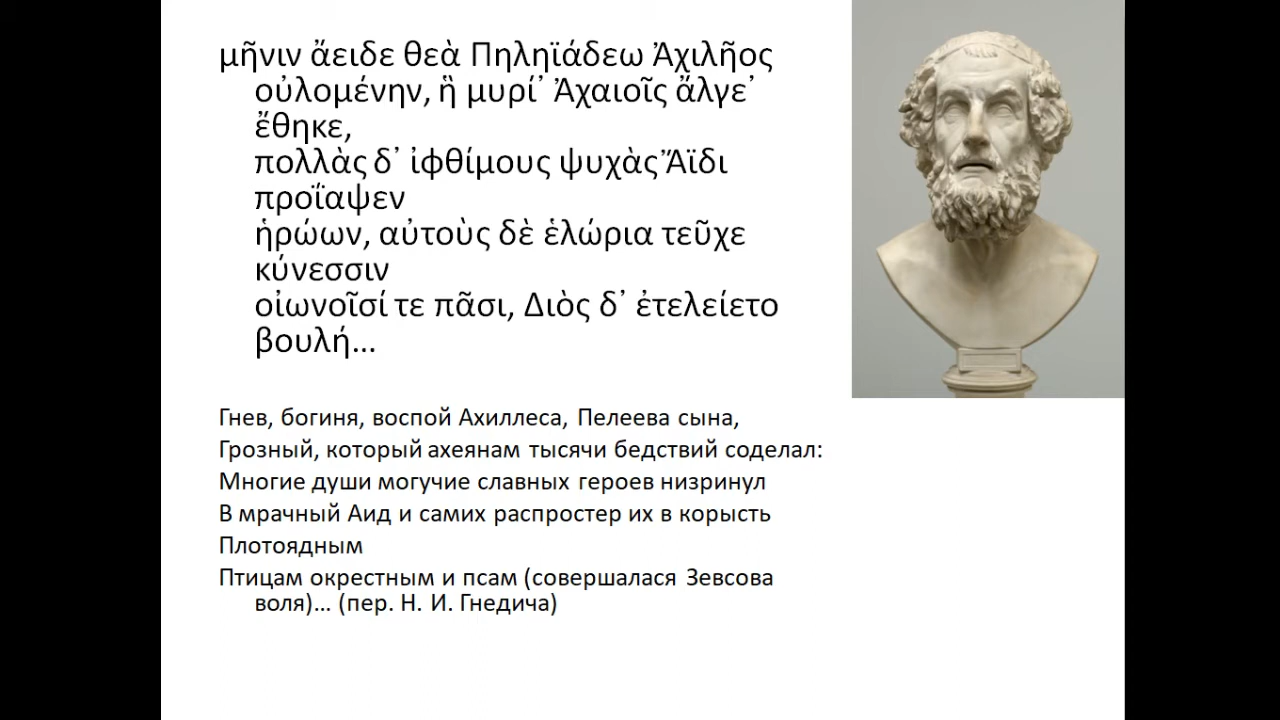 μῆνιν ἄειδε θεὰ Πηληϊάδεω Ἀχιλῆος
οὐλομένην, ἣ μυρί᾽ Ἀχαιοῖς ἄλγε᾽
ἔθηκε,
πολλὰς δ᾽ ἰφθίμους ψυχὰς Ἄϊδι
προΐαψεν
ἡρώων, αὐτοὺς δὲ ἑλώρια τεῦχε
κύνεσσιν
οἰωνοῖσί τε πᾶσι, Διὸς δ᾽ ἐτελείετο
βουλή…
Гнев, богиня, воспой Ахиллеса, Пелеева сына,
Грозный, который ахеянам тысячи бедствий соделал:
Многие души могучие славных героев низринул
В мрачный Аид и самих распростер их в корысть
Плотоядным
Птицам окрестным и псам (совершалася Зевсова
воля)… (пер. Н. И. Гнедича)